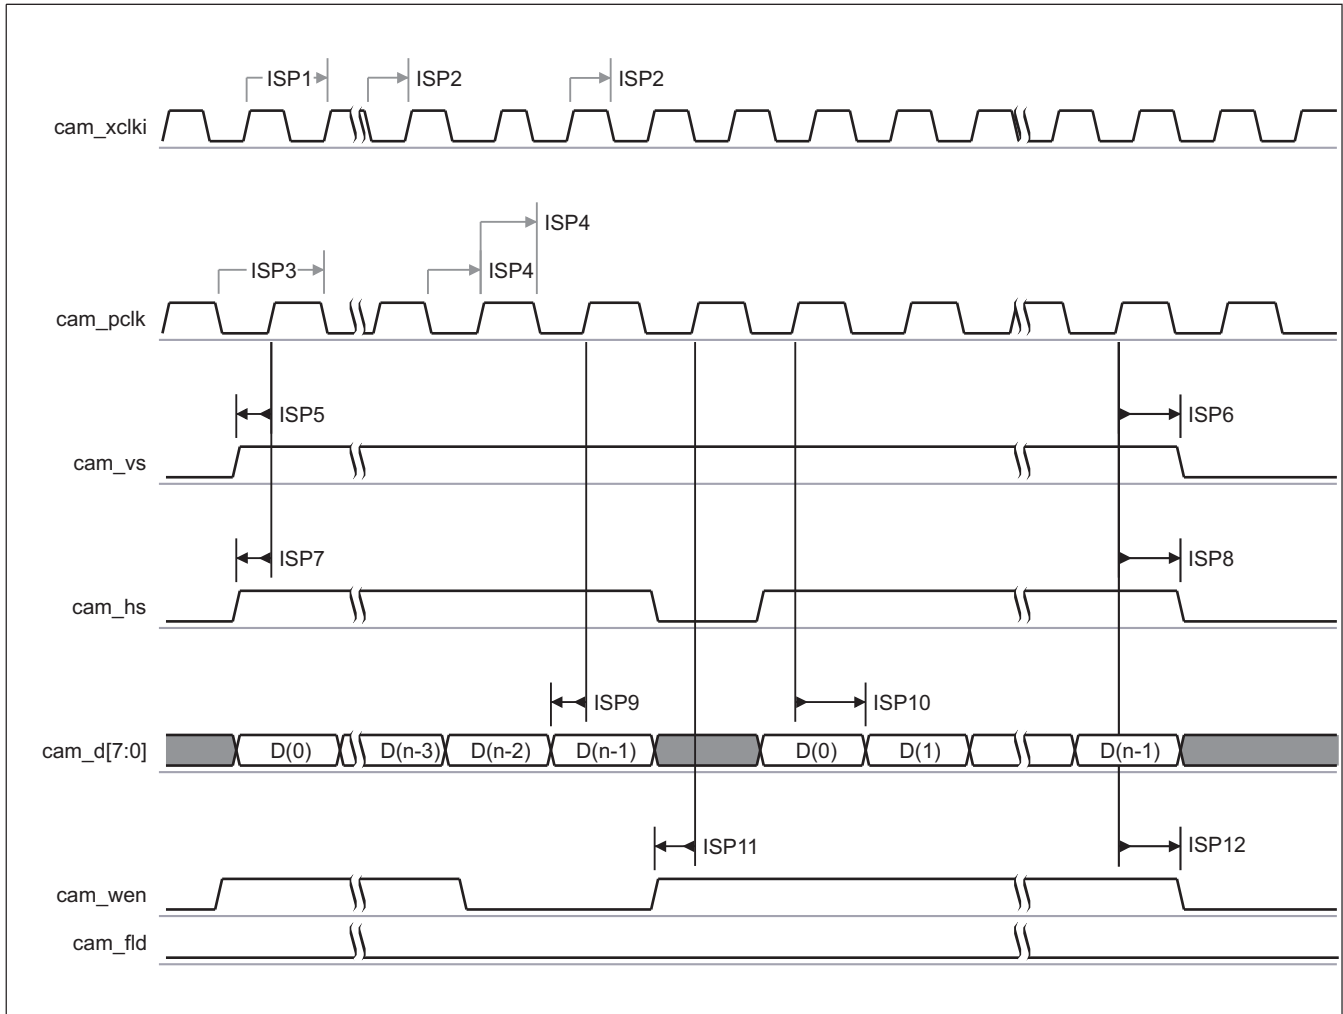 ISP1 ISP2 ISP2
cam_xclki
ISP4
ISP3 ISP4
cam_pclk
ISP5 ISP6
cam_vs
ISP7 ISP8
cam_hs
ISP9 ISP10
cam_d[7:0] D(0) D(n-3) D(n-2) D(n-1) D(0) D(1) D(n-1)
ISP11 ISP12
cam_wen
cam_fld